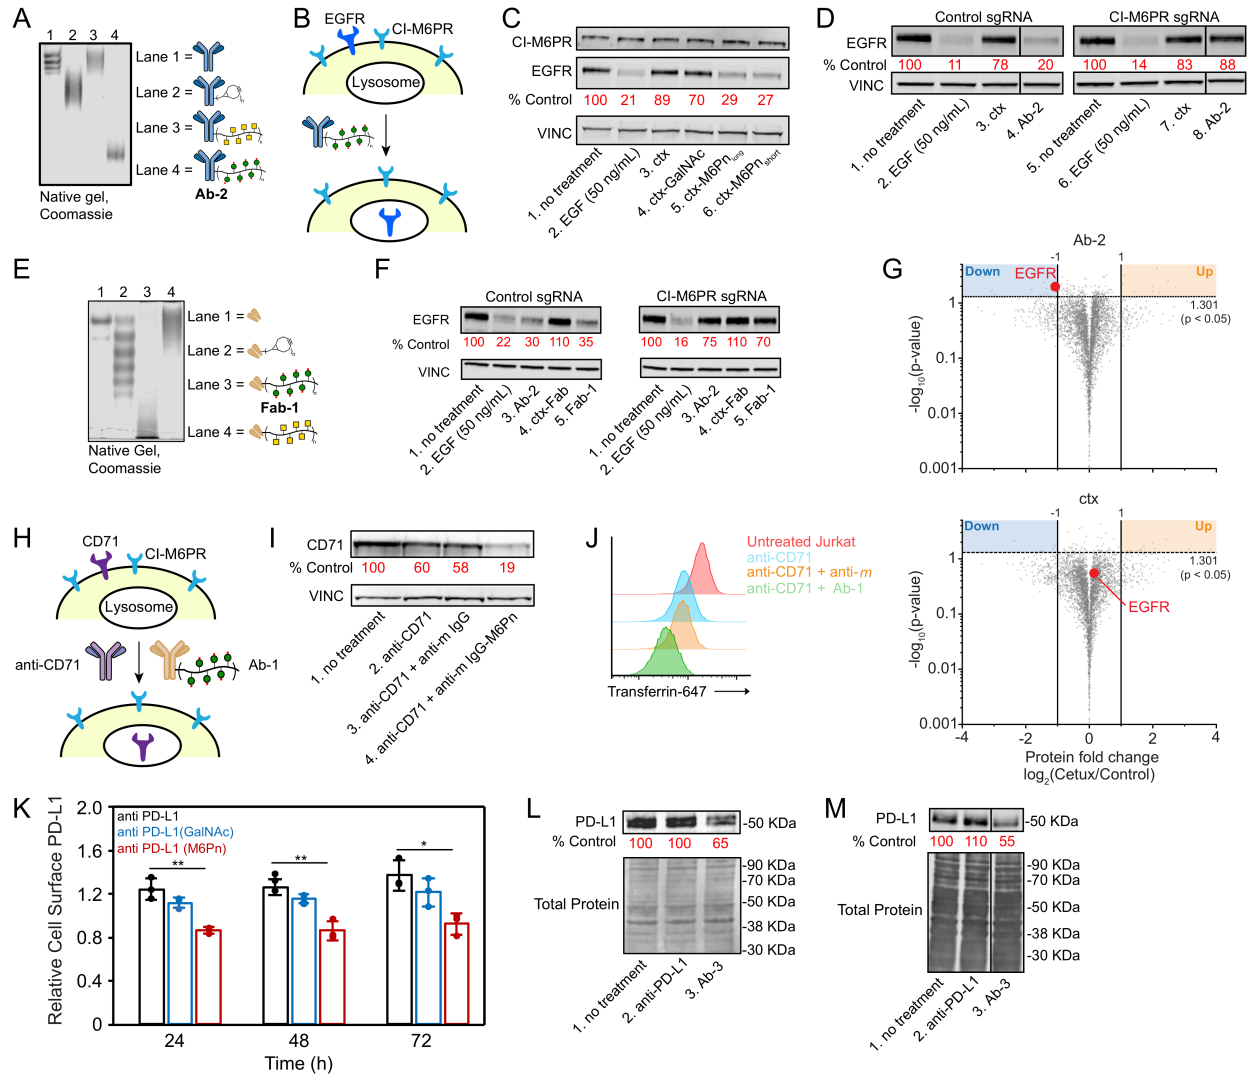 A
1 2 3 4
Lane 1 =
Lane 2 =
Lane 3 =
Lane 4 =
n
n
Ab-2
Native gel,
Coomassie
B
EGFR
CI-M6PR
Lysosome
n
C
CI-M6PR
EGFR
% Control
100 21 89 70 29 27
VINC
1. no treatment
2. EGF (50 ng/mL)
3. ctx
4. ctx-GalNAc
5. ctx-M6Pn long
6. ctx-M6Pn short
D
Control sgRNA
CI-M6PR sgRNA
EGFR
% Control
100 11 78 20
100 14 83 88
VINC
1. no treatment
2. EGF (50 ng/mL)
3. ctx
4. Ab-2
5. no treatment
6. EGF (50 ng/mL)
7. ctx
8. Ab-2
E
1 2 3 4
Lane 1 =
Lane 2 =
Lane 3 =
Fab-1
Lane 4 =
n
Native Gel,
Coomassie
F
Control sgRNA
CI-M6PR sgRNA
EGFR
% Control
100 22 30 110 35
100 16 75 110 70
VINC
1. no treatment
2. EGF (50 ng/mL)
3. Ab-2
4. ctx-Fab
5. Fab-1
1. no treatment
2. EGF (50 ng/mL)
3. Ab-2
4. ctx-Fab
5. Fab-1
G
Ab-2
-1 1
Down
EGFR
Up
1.301
(p < 0.05)
1
0.1
0.01
0.001
-log10(p-value)
ctx
-1 1
Down
Up
1.301
(p < 0.05)
EGFR
1
0.1
0.01
0.001
-log10(p-value)
-4 -2 0 2 4
Protein fold change
log2(Cetux/Control)
H
CD71
CI-M6PR
Lysosome
anti-CD71
Ab-1
n
I
CD71
% Control
100 60 58 19
VINC
1. no treatment
2. anti-CD71
3. anti-CD71 + anti-m IgG
4. anti-CD71 + anti-m IgG-M6Pn
J
Untreated Jurkat
anti-CD71
anti-CD71 + anti-m
anti-CD71 + Ab-1
Transferrin-647
K
anti PD-L1
anti PD-L1(GalNAc)
anti PD-L1 (M6Pn)
** ** *
2.0
1.6
1.2
0.8
0.4
0
Relative Cell Surface PD-L1
24 48 72
Time (h)
L
PD-L1
-50 KDa
% Control
100 100 65
Total Protein
-90 KDa
-70 KDa
-50 KDa
-38 KDa
-30 KDa
1. no treatment
2. anti-PD-L1
3. Ab-3
M
PD-L1
-50 KDa
% Control
100 110 55
Total Protein
-90 KDa
-70 KDa
-50 KDa
-38 KDa
-30 KDa
1. no treatment
2. anti-PD-L1
3. Ab-3